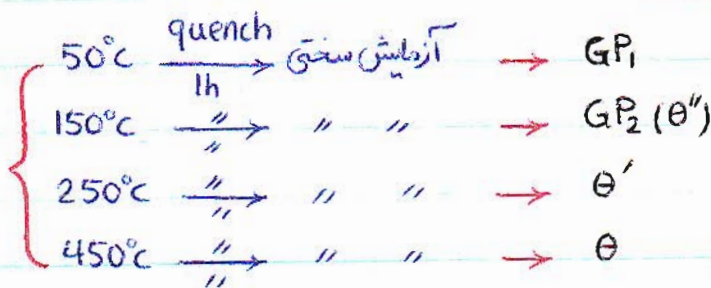 50°c quench 1h → آزمایش سختی → GP₁
150°c 〃 〃 → 〃 〃 → GP₂ (θ″)
250°c 〃 〃 → 〃 〃 → θ′
450°c 〃 〃 → 〃 〃 → θ